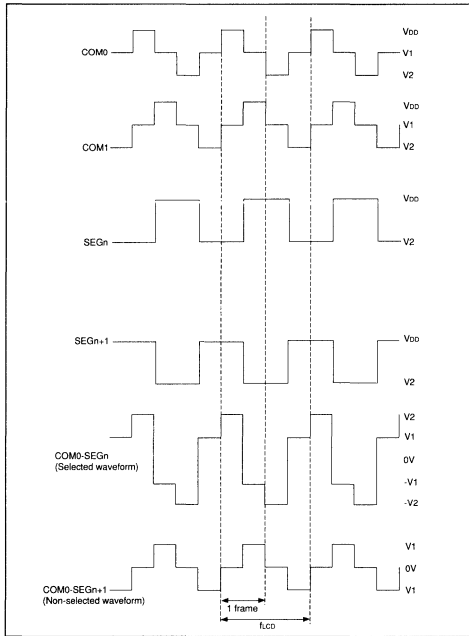 COM0
VDD
V1
V2
COM1
VDD
V1
V2
SEGn
VDD
V2
SEGn+1
VDD
V2
COM0-SEGn
(Selected waveform)
V2
V1
0V
-V1
-V2
COM0-SEGn+1
(Non-selected waveform)
V1
0V
V1
1 frame
fLCD